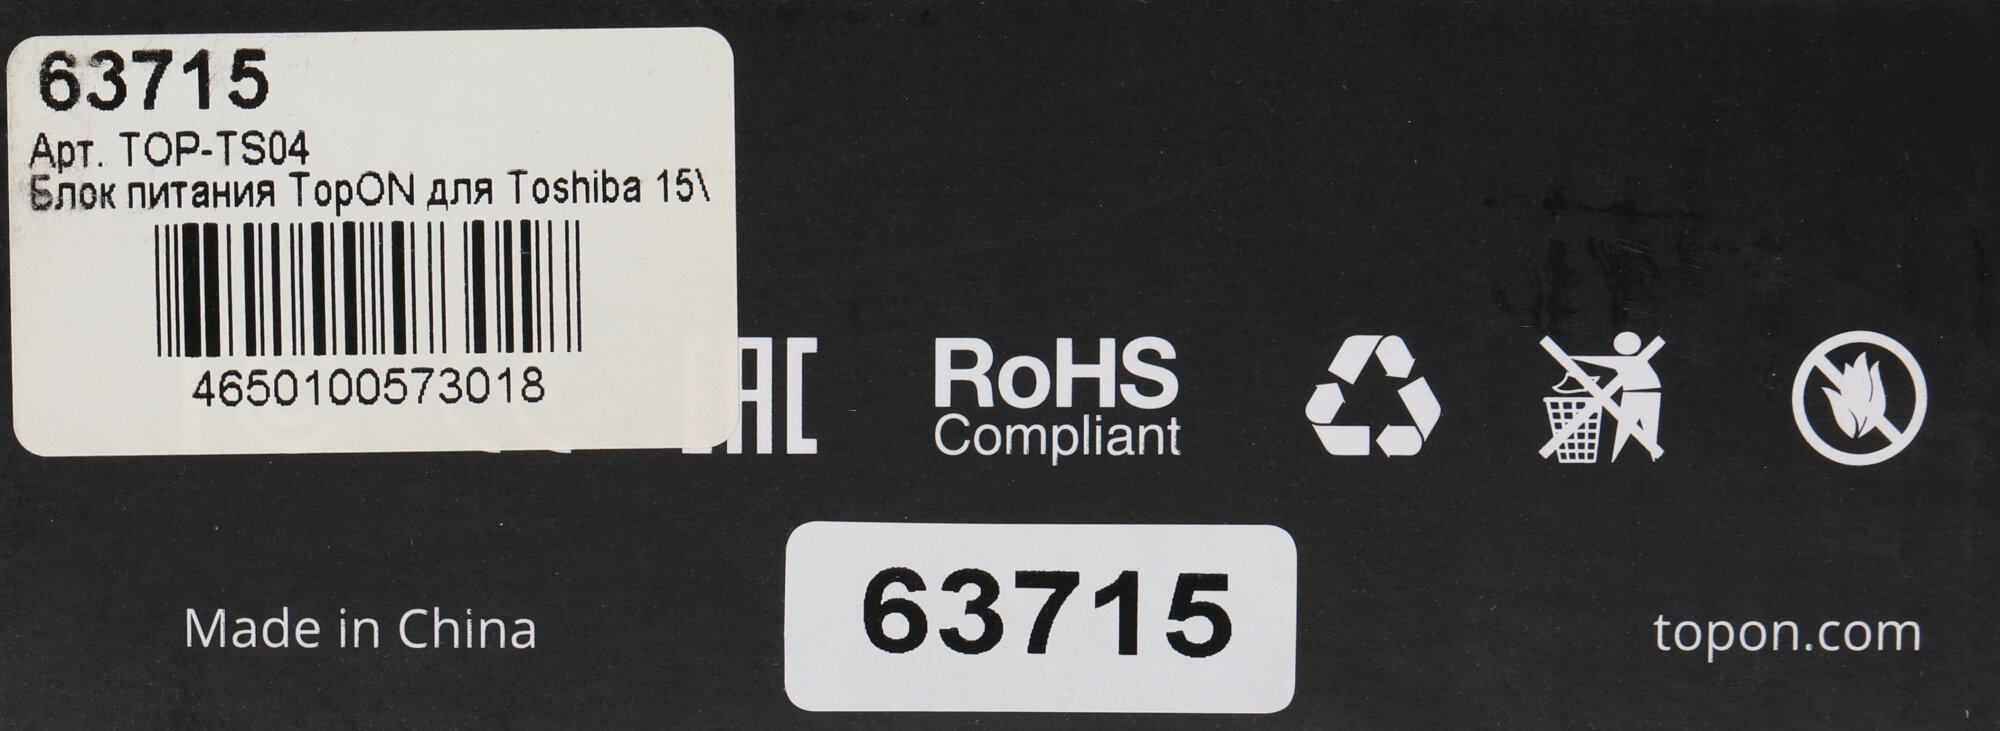 63715
Арт. TOP-TS04
Блок питания TopON для Toshiba 15\
4650100573018
EAC
RoHS
Compliant
Made in China
63715
topon.com